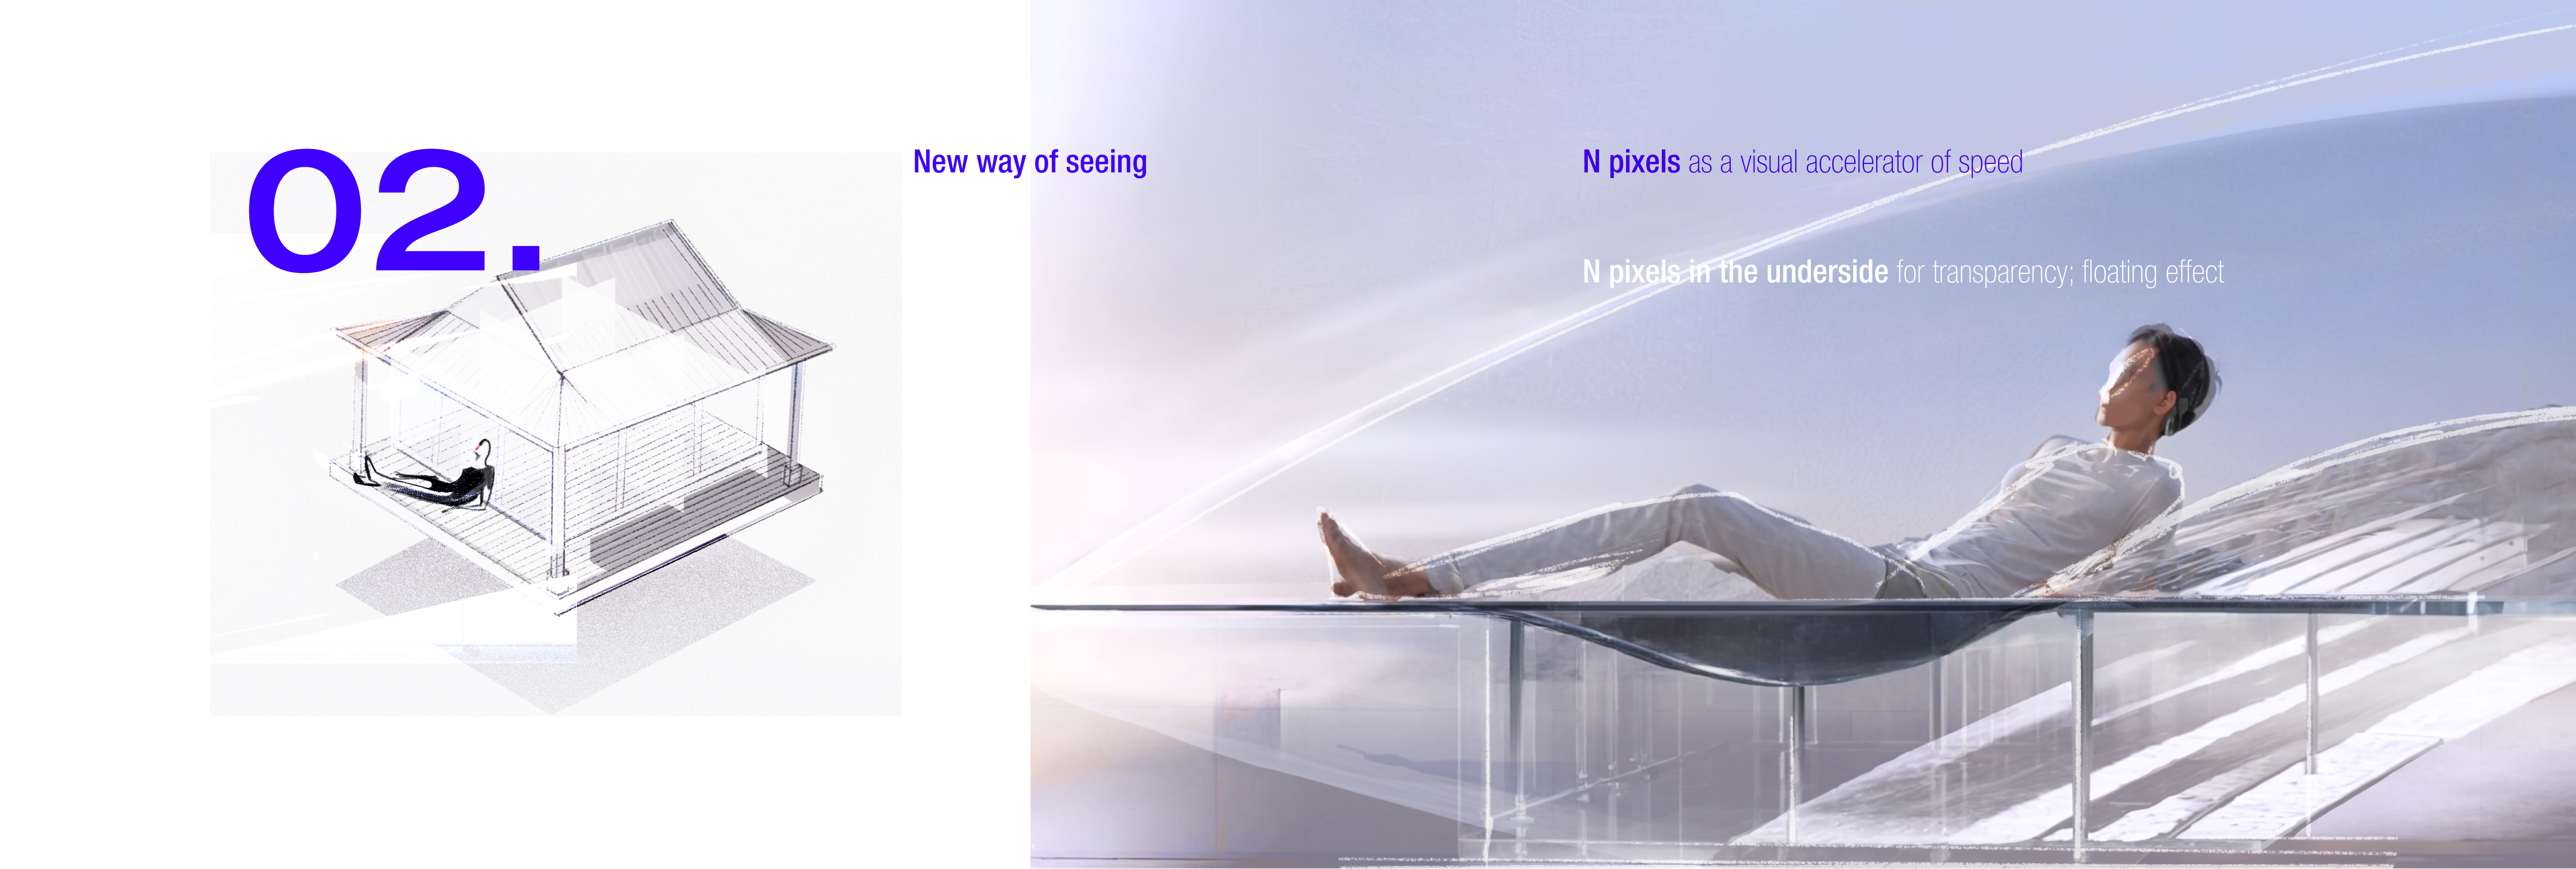 02.
New way of seeing
N pixels as a visual accelerator of speed
N pixels in the underside for transparency; floating effect